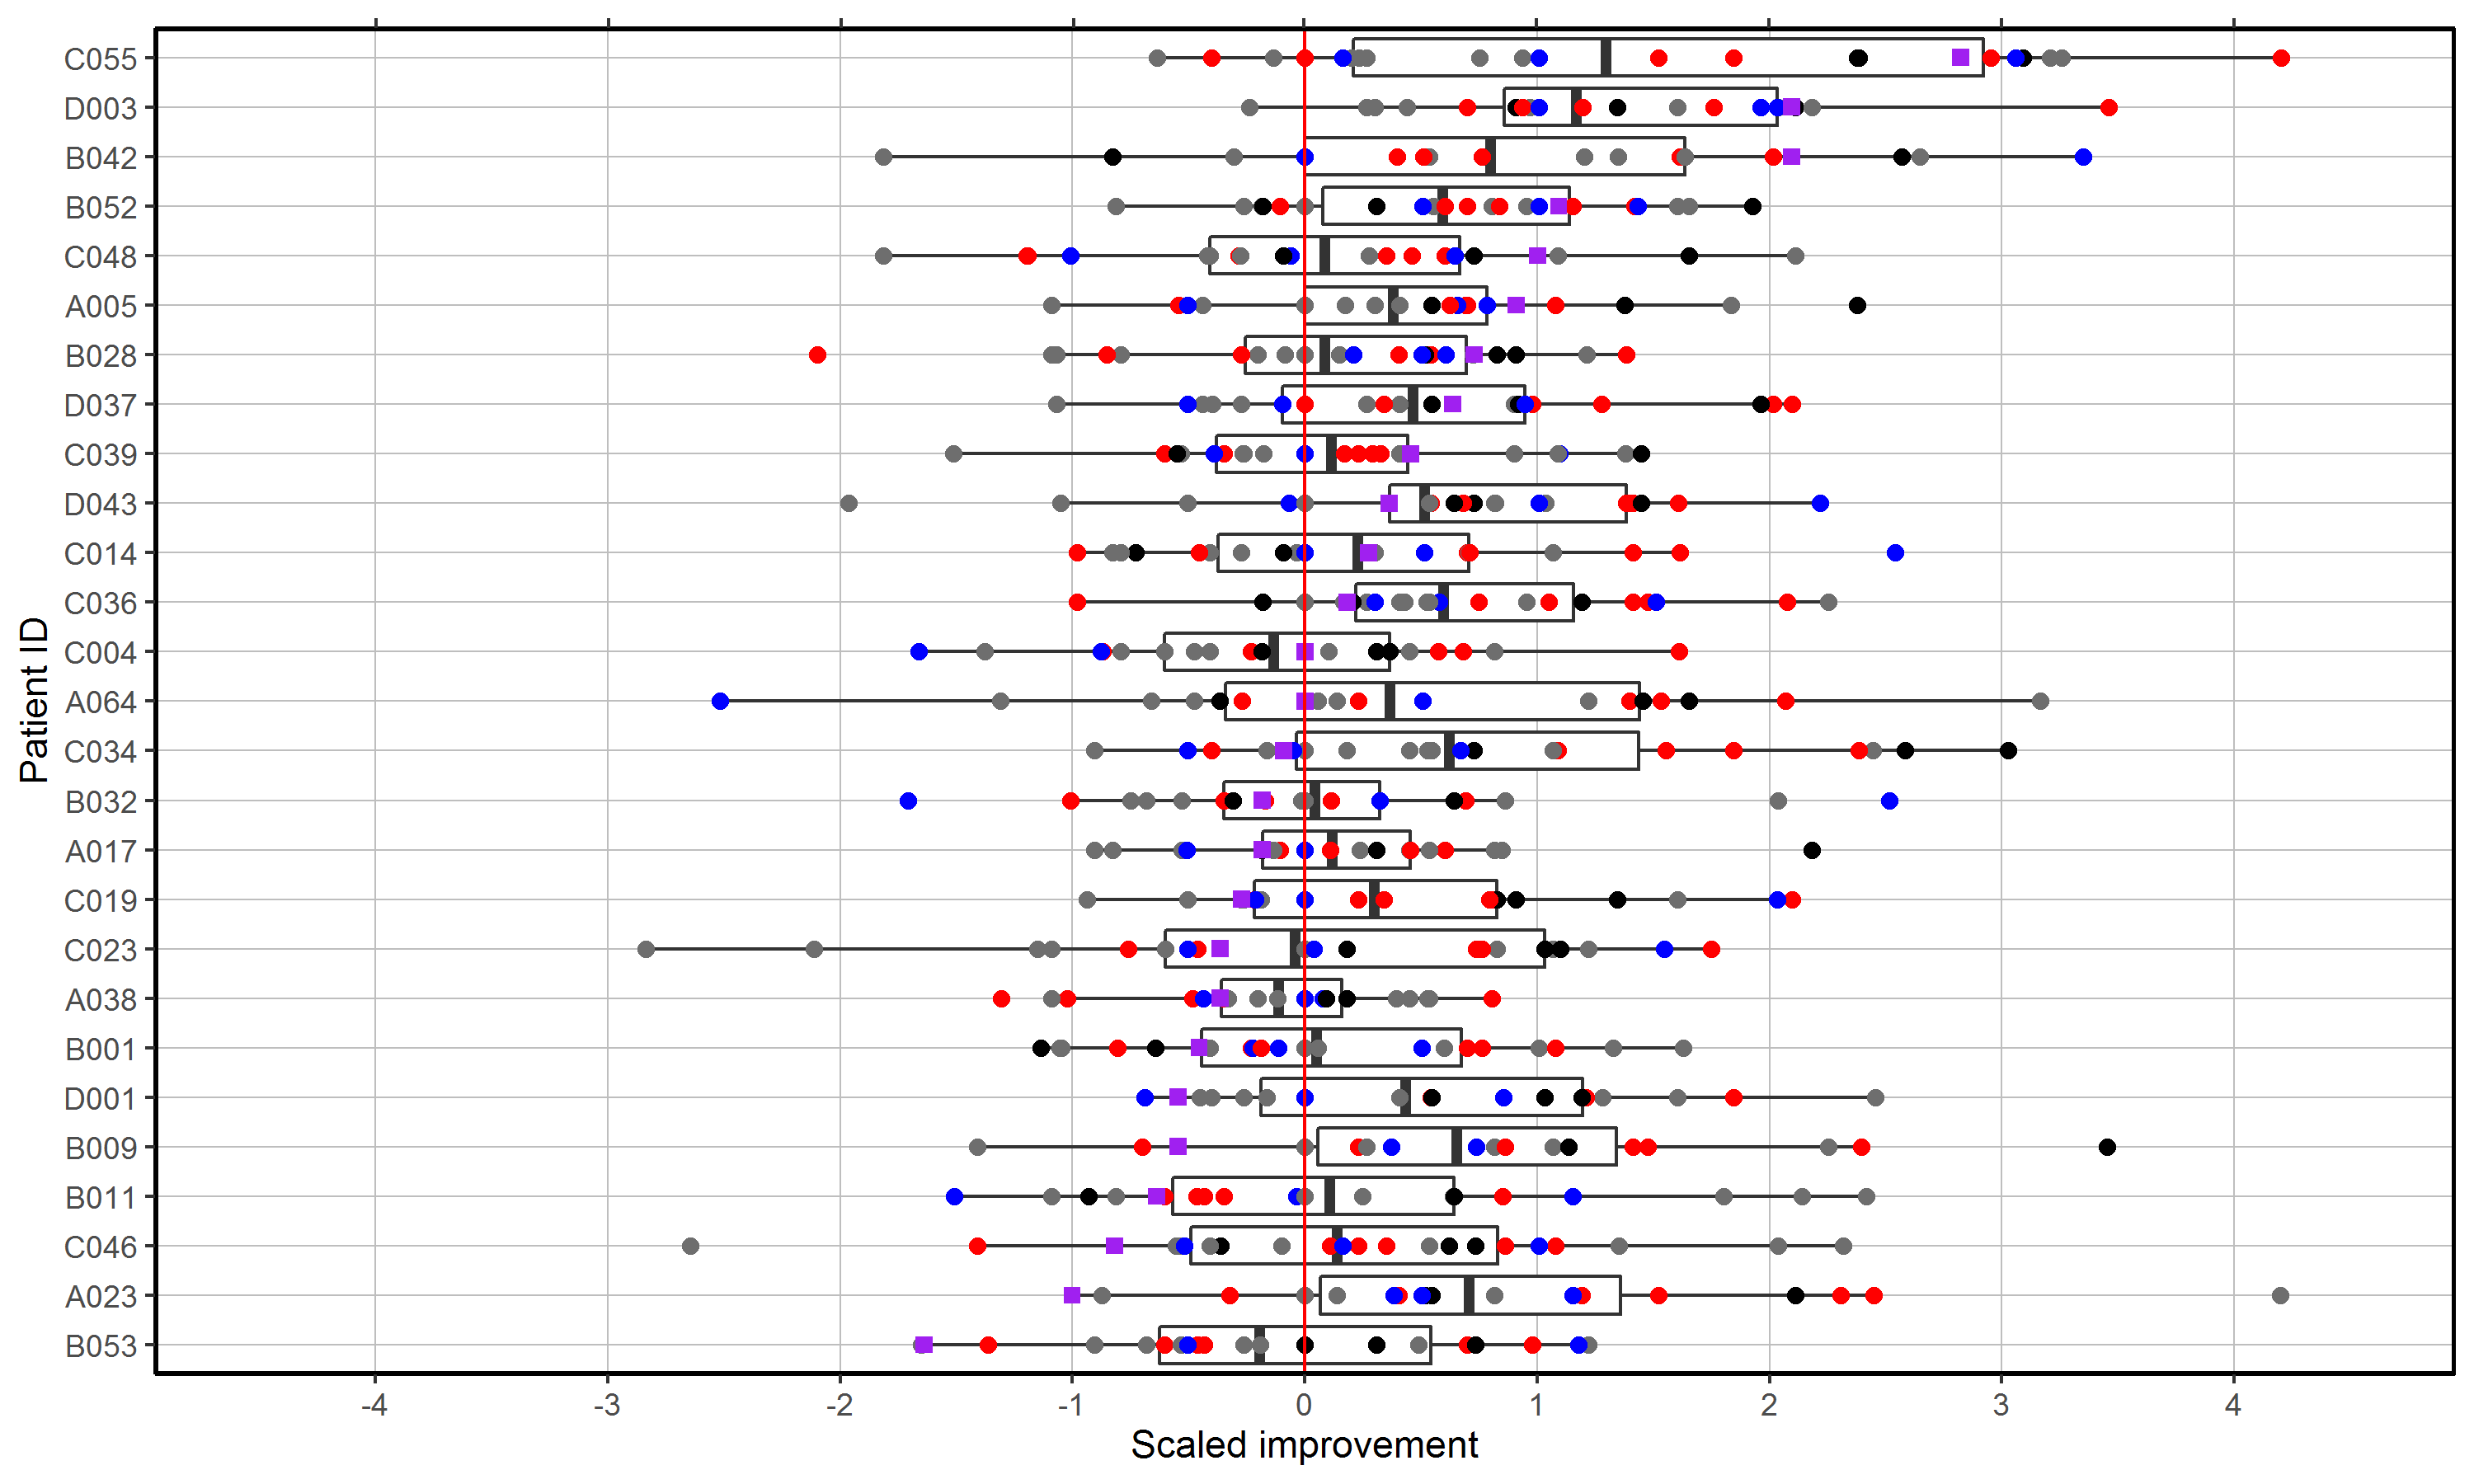 C055
D003
B042
B052
C048
A005
B028
D037
C039
D043
C014
C036
C004
A064
C034
B032
A017
C019
C023
A038
B001
D001
B009
B011
C046
A023
B053
Patient ID
-4 -3 -2 -1 0 1 2 3 4
Scaled improvement